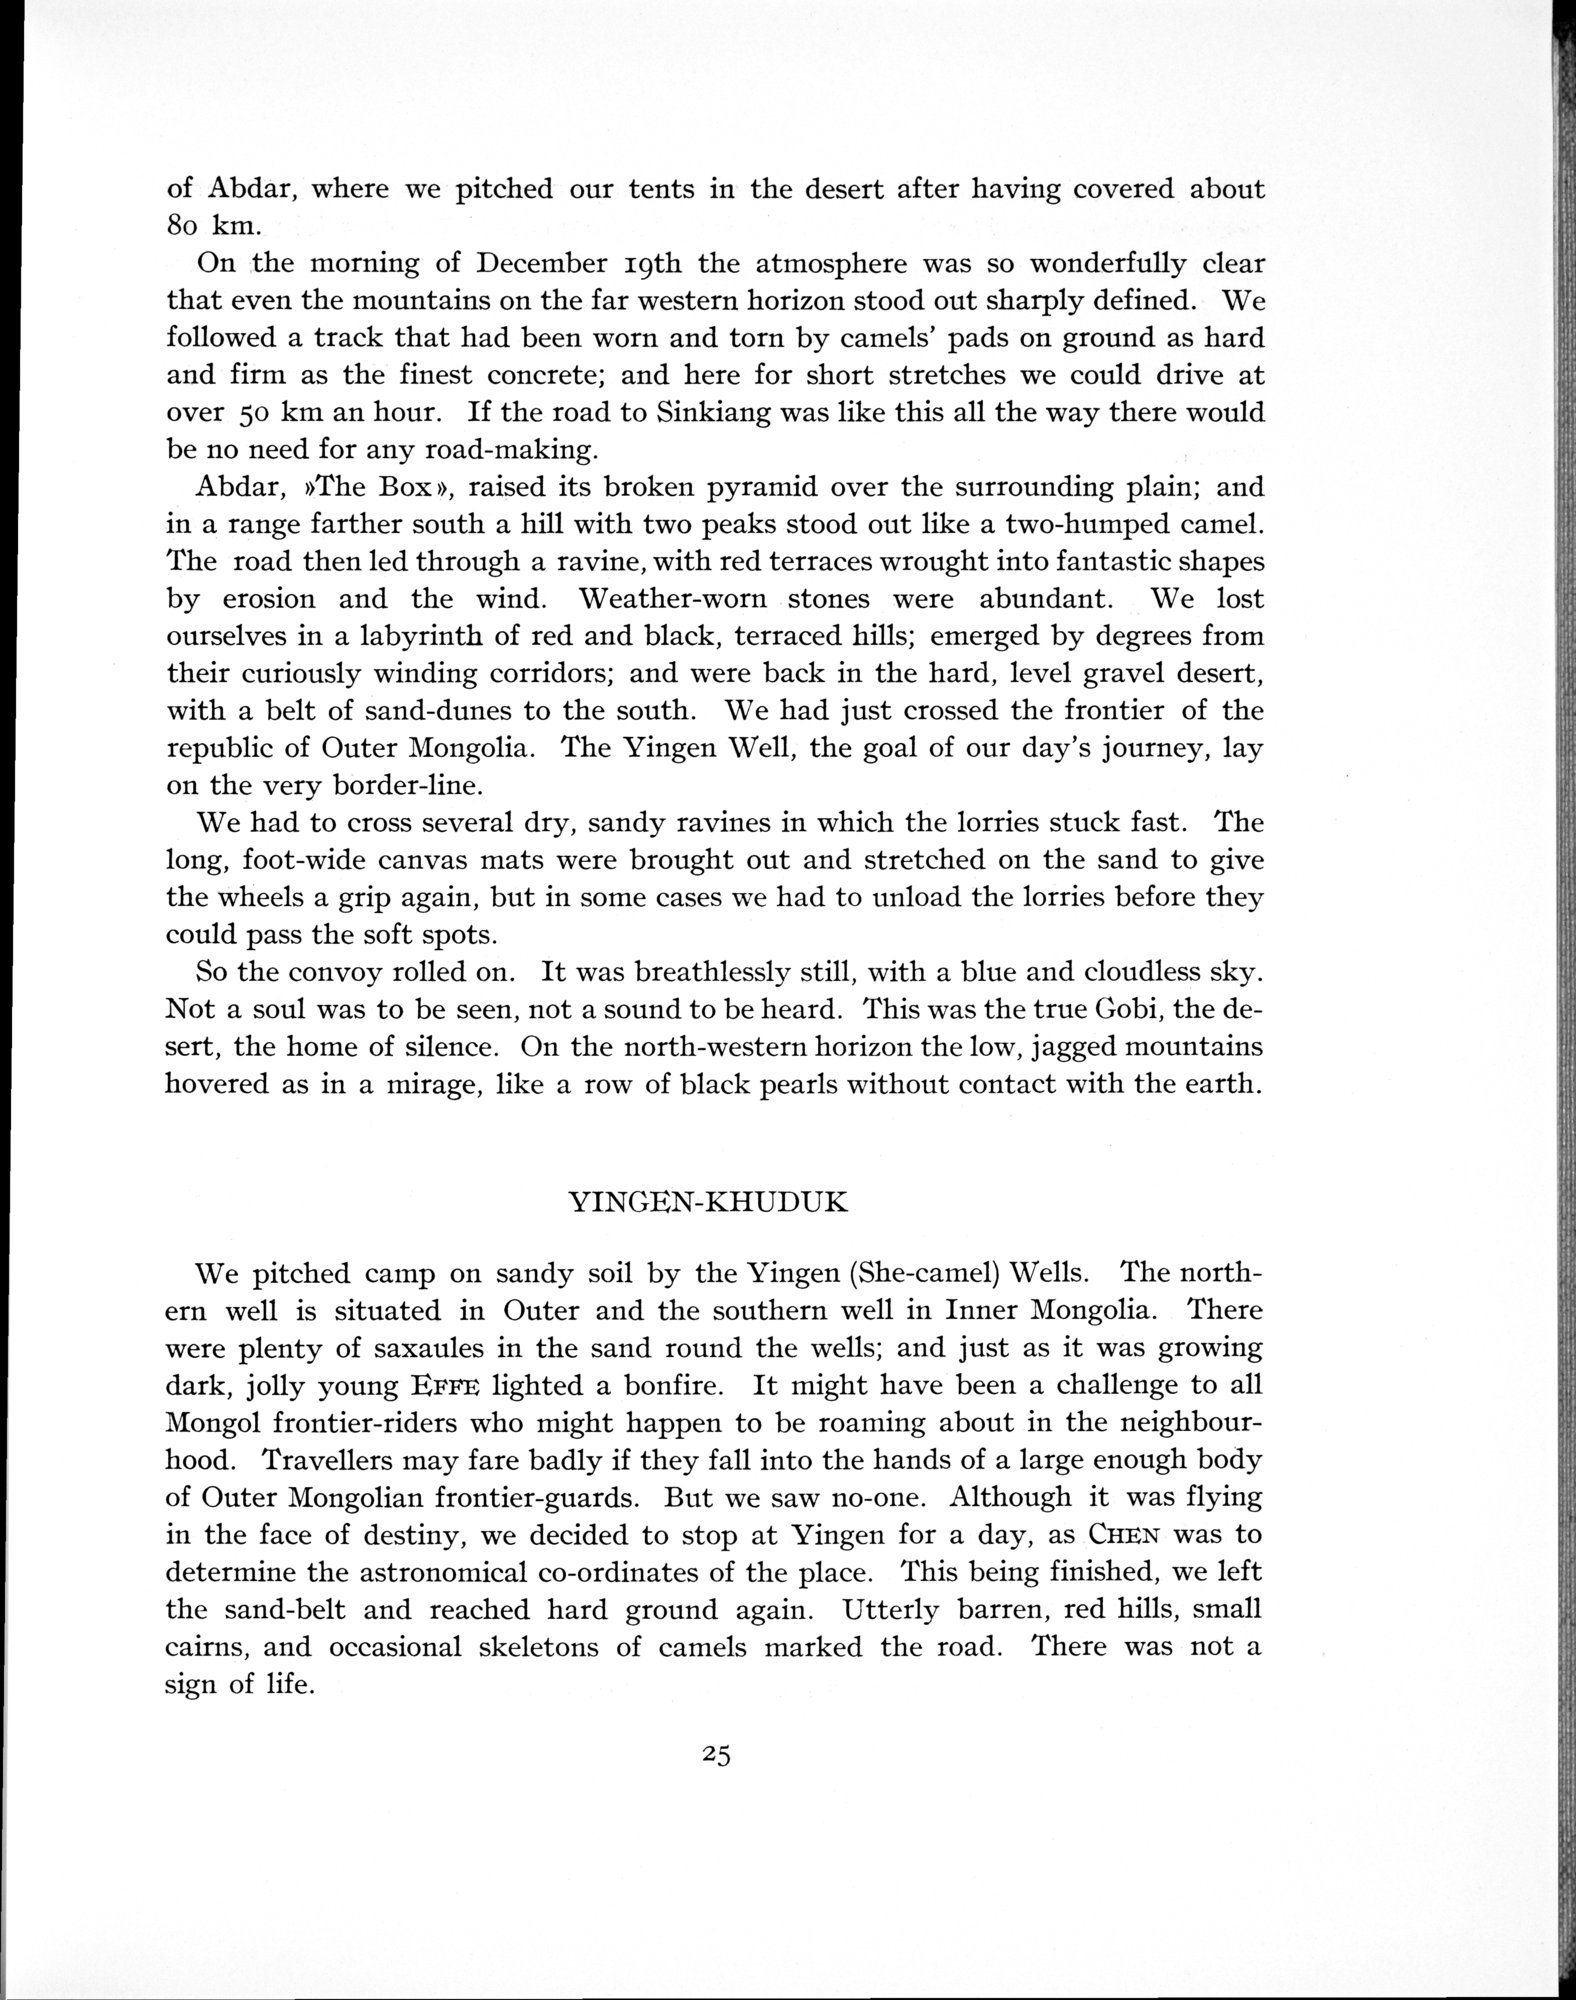 of Abdar, where we pitched our tents in the desert after having covered about
80 km.
On the morning of December 19th the atmosphere was so wonderfully clear
that even the mountains on the far western horizon stood out sharply defined. We
followed a track that had been worn and torn by camels' pads on ground as hard
and firm as the finest concrete; and here for short stretches we could drive at
over 50 km an hour. If the road to Sinkiang was like this all the way there would
be no need for any road-making.
Abdar, »The Box», raised its broken pyramid over the surrounding plain; and
in a range farther south a hill with two peaks stood out like a two-humped camel.
The road then led through a ravine, with red terraces wrought into fantastic shapes
by erosion and the wind. Weather-worn stones were abundant. We lost
ourselves in a labyrinth of red and black, terraced hills; emerged by degrees from
their curiously winding corridors; and were back in the hard, level gravel desert,
with a belt of sand-dunes to the south. We had just crossed the frontier of the
republic of Outer Mongolia. The Yingen Well, the goal of our day's journey, lay
on the very border-line.
We had to cross several dry, sandy ravines in which the lorries stuck fast. The
long, foot-wide canvas mats were brought out and stretched on the sand to give
the wheels a grip again, but in some cases we had to unload the lorries before they
could pass the soft spots.
So the convoy rolled on. It was breathlessly still, with a blue and cloudless sky.
Not a soul was to be seen, not a sound to be heard. This was the true Gobi, the de-
sert, the home of silence. On the north-western horizon the low, jagged mountains
hovered as in a mirage, like a row of black pearls without contact with the earth.
YINGEN-KHUDUK
We pitched camp on sandy soil by the Yingen (She-camel) Wells. The north-
ern well is situated in Outer and the southern well in Inner Mongolia. There
were plenty of saxaules in the sand round the wells; and just as it was growing
dark, jolly young EFFE lighted a bonfire. It might have been a challenge to all
Mongol frontier-riders who might happen to be roaming about in the neighbour-
hood. Travellers may fare badly if they fall into the hands of a large enough body
of Outer Mongolian frontier-guards. But we saw no-one. Although it was flying
in the face of destiny, we decided to stop at Yingen for a day, as CHEN was to
determine the astronomical co-ordinates of the place. This being finished, we left
the sand-belt and reached hard ground again. Utterly barren, red hills, small
cairns, and occasional skeletons of camels marked the road. There was not a
sign of life.
25